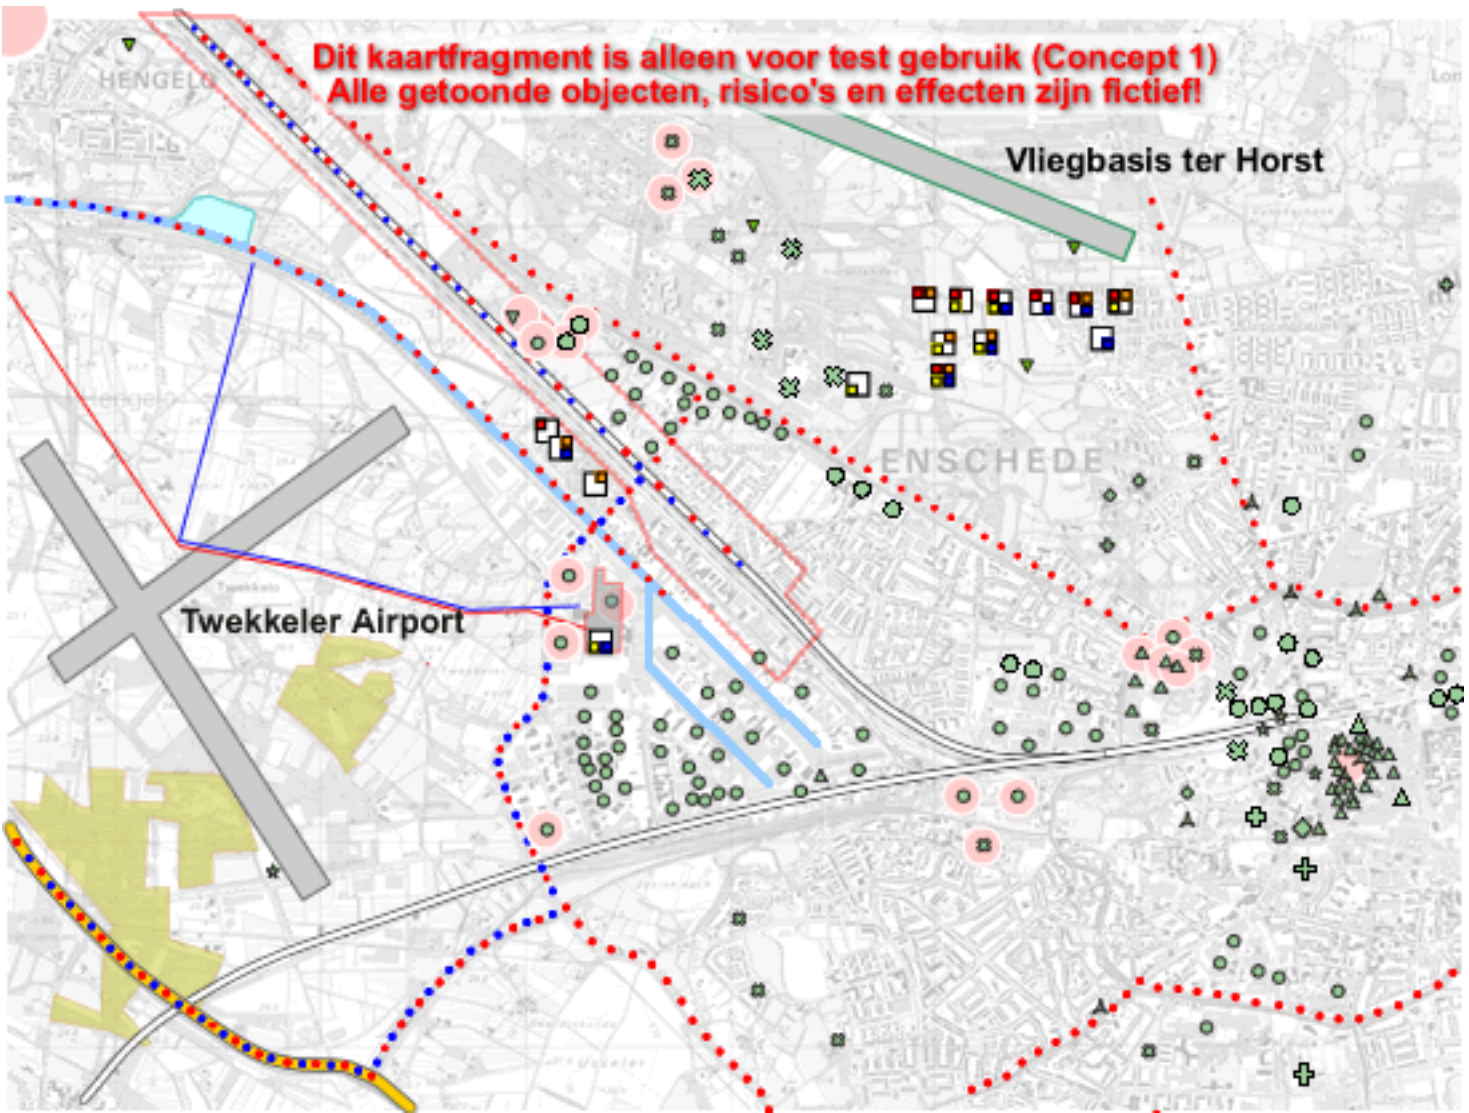 Dit kaartfragment is alleen voor test gebruik (Concept 1)
HENGELO
Alle getoonde objecten, risico's en effecten zijn fictief!
Vliegbasis ter Horst
ENSCHEDE
Twekkelo
Twekkeler Airport